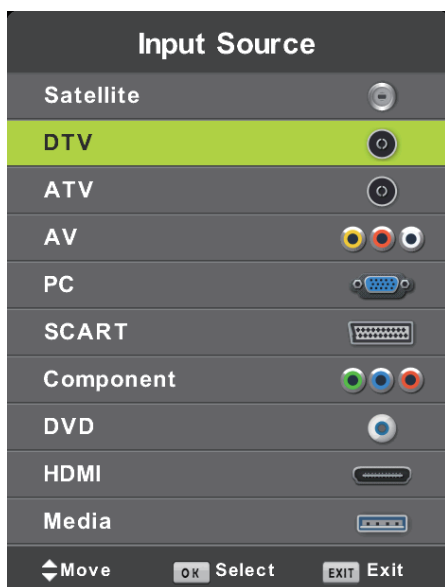 Input Source
Satellite
DTV
ATV
AV
PC
SCART
Component
DVD
HDMI
Media
Move OK Select EXIT Exit